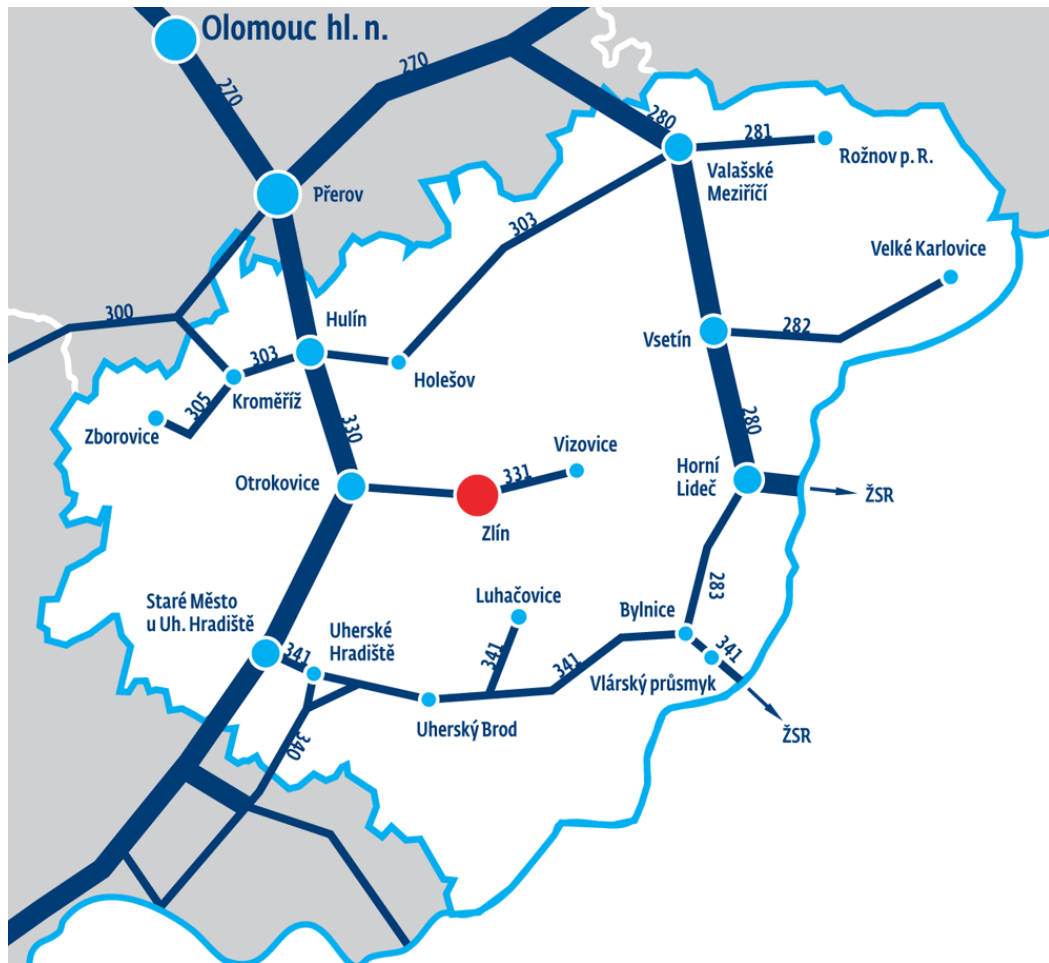 Olomouc hl. n.
270
270
280
281
Rožnov p. R.
Valašské
Meziříčí
Přerov
303
Velké Karlovice
300
Hulín
Vsetín
282
303
Holešov
Kroměříž
305
Zborovice
330
280
Vizovice
Horní
Lideč
331
Otrokovice
ŽSR
Zlín
283
Luhačovice
Staré Město
u Uh. Hradiště
Bylnice
Uherské
Hradiště
341
341
341
341
Vlárský průsmyk
Uherský Brod
ŽSR
340